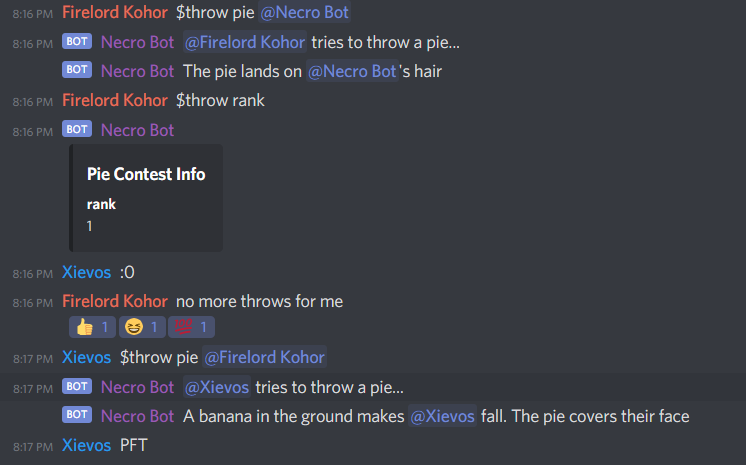 8:16 PM Firelord Kohor $throw pie @Necro Bot
8:16 PM BOT Necro Bot @Firelord Kohor tries to throw a pie...
BOT Necro Bot The pie lands on @Necro Bot's hair
8:16 PM Firelord Kohor $throw rank
8:16 PM BOT Necro Bot
Pie Contest Info
rank
1
8:16 PM Xievos :0
8:16 PM Firelord Kohor no more throws for me
👍 1 😆 1 💯 1
8:17 PM Xievos $throw pie @Firelord Kohor
8:17 PM BOT Necro Bot @Xievos tries to throw a pie...
BOT Necro Bot A banana in the ground makes @Xievos fall. The pie covers their face
8:17 PM Xievos PFT